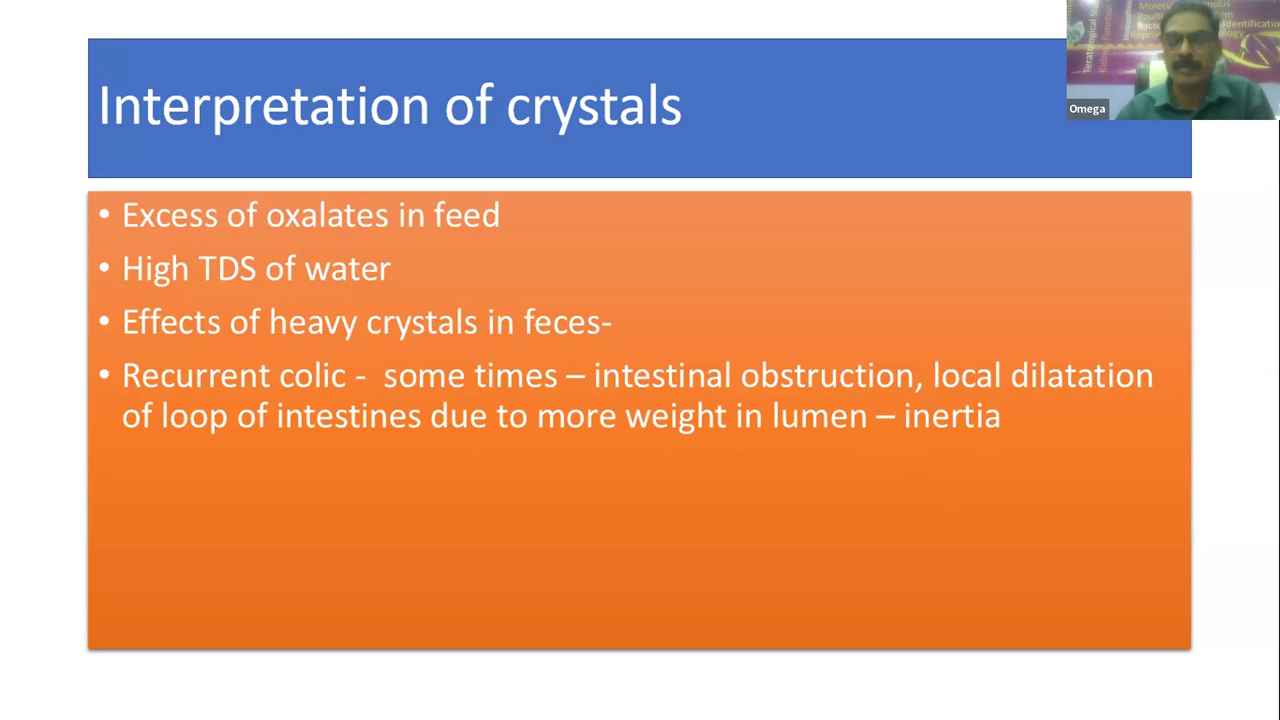 Interpretation of crystals
• Excess of oxalates in feed
• High TDS of water
• Effects of heavy crystals in feces-
• Recurrent colic - some times – intestinal obstruction, local dilatation
of loop of intestines due to more weight in lumen – inertia
Omega
Teratological
Identification